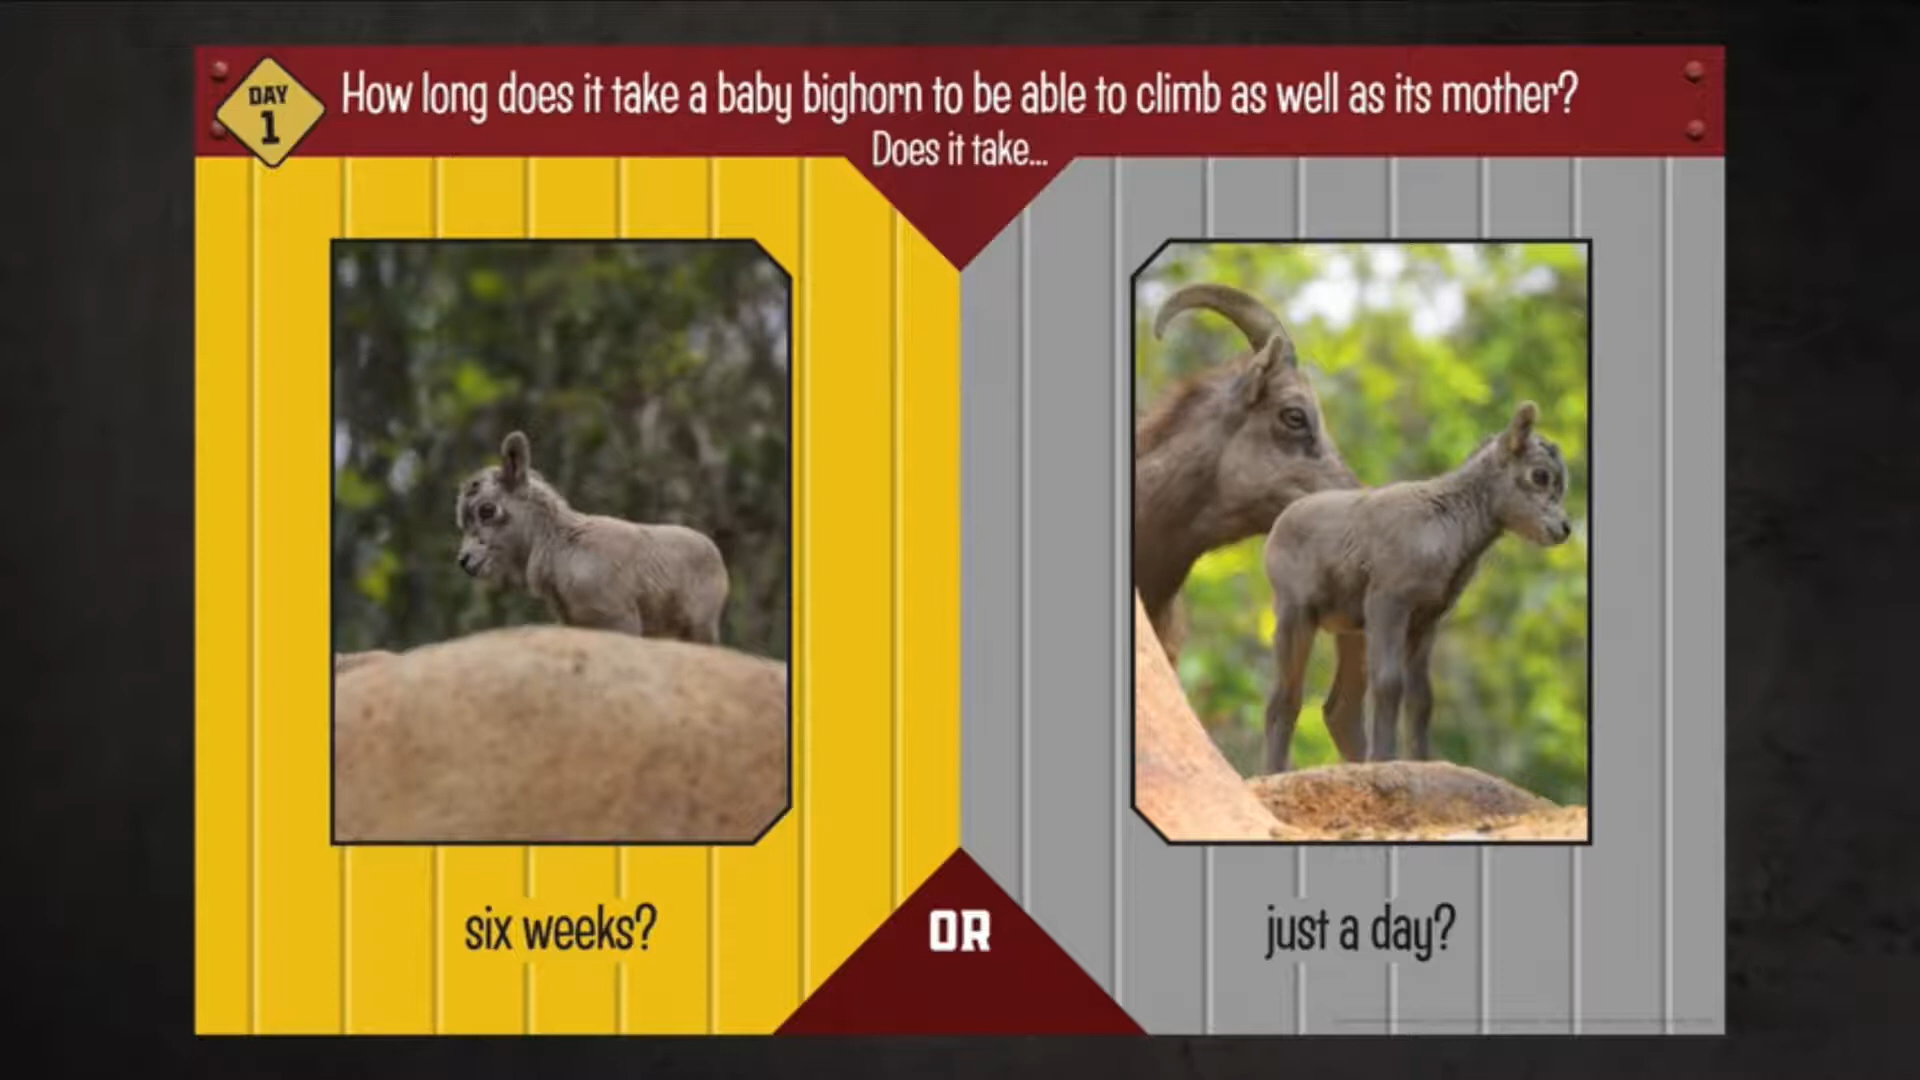 DAY
1
How long does it take a baby bighorn to be able to climb as well as its mother?
Does it take...
six weeks?
OR
just a day?